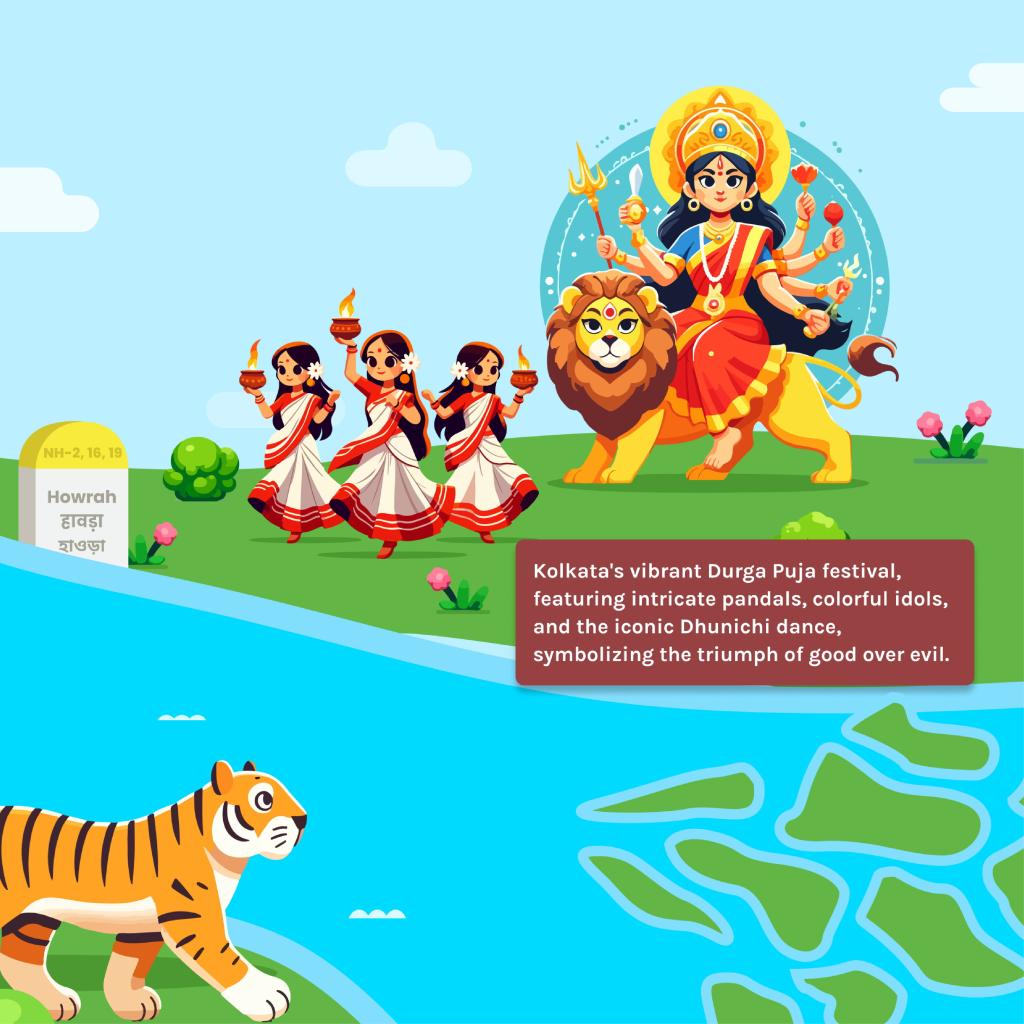 NH-2, 16, 19
Howrah
हावड़ा
হাওড়া
Kolkata's vibrant Durga Puja festival,
featuring intricate pandals, colorful idols,
and the iconic Dhunichi dance,
symbolizing the triumph of good over evil.